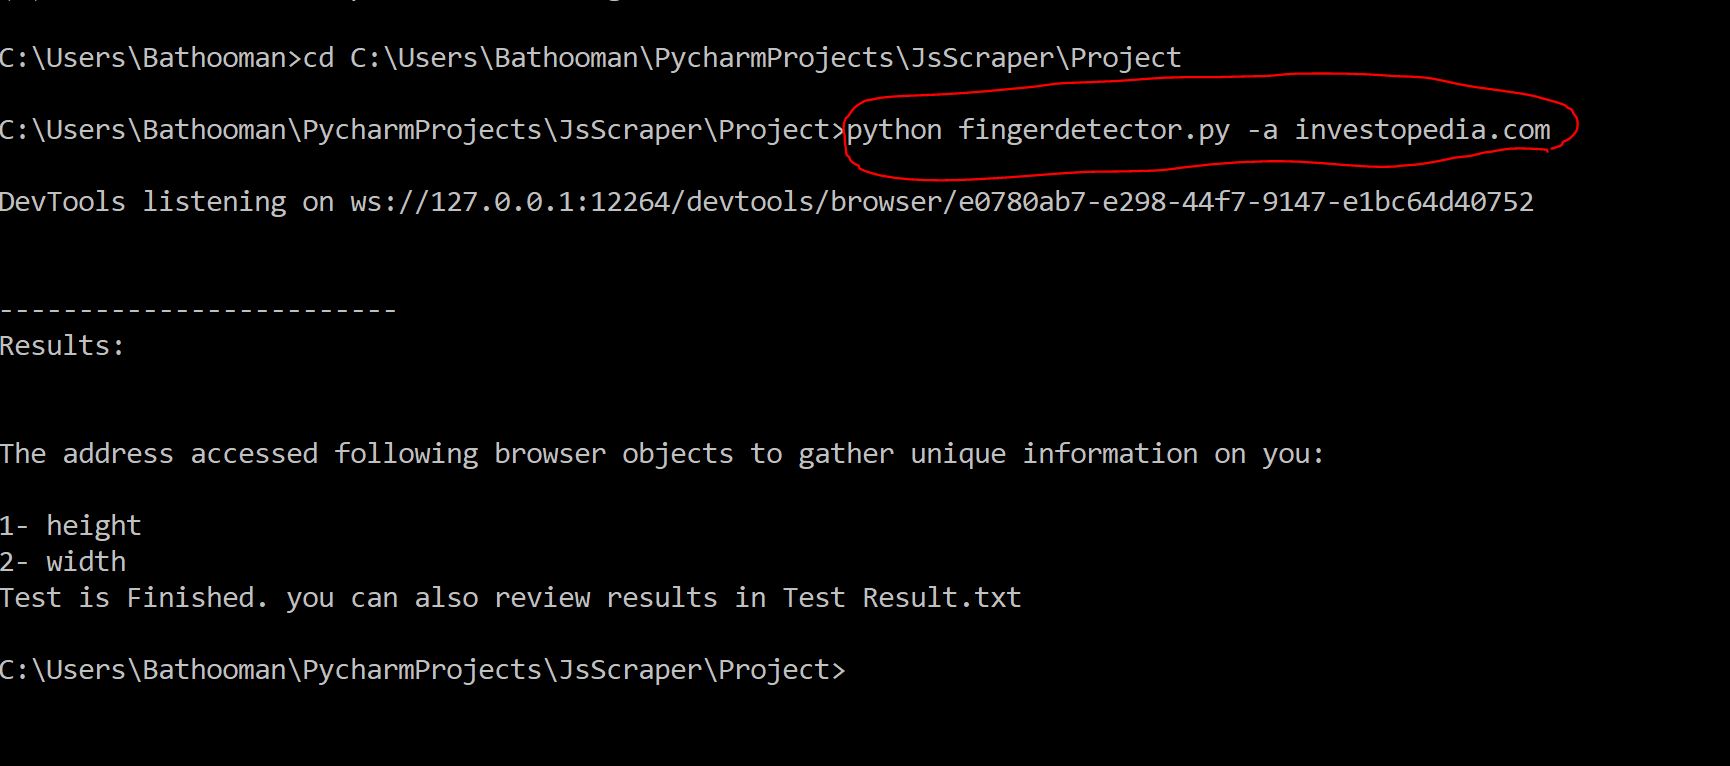 C:\Users\Bathooman>cd C:\Users\Bathooman\PycharmProjects\JsScraper\Project
C:\Users\Bathooman\PycharmProjects\JsScraper\Project>python fingerdetector.py -a investopedia.com
DevTools listening on ws://127.0.0.1:12264/devtools/browser/e0780ab7-e298-44f7-9147-e1bc64d40752
-------------------------
Results:
The address accessed following browser objects to gather unique information on you:
1- height
2- width
Test is Finished. you can also review results in Test Result.txt
C:\Users\Bathooman\PycharmProjects\JsScraper\Project>